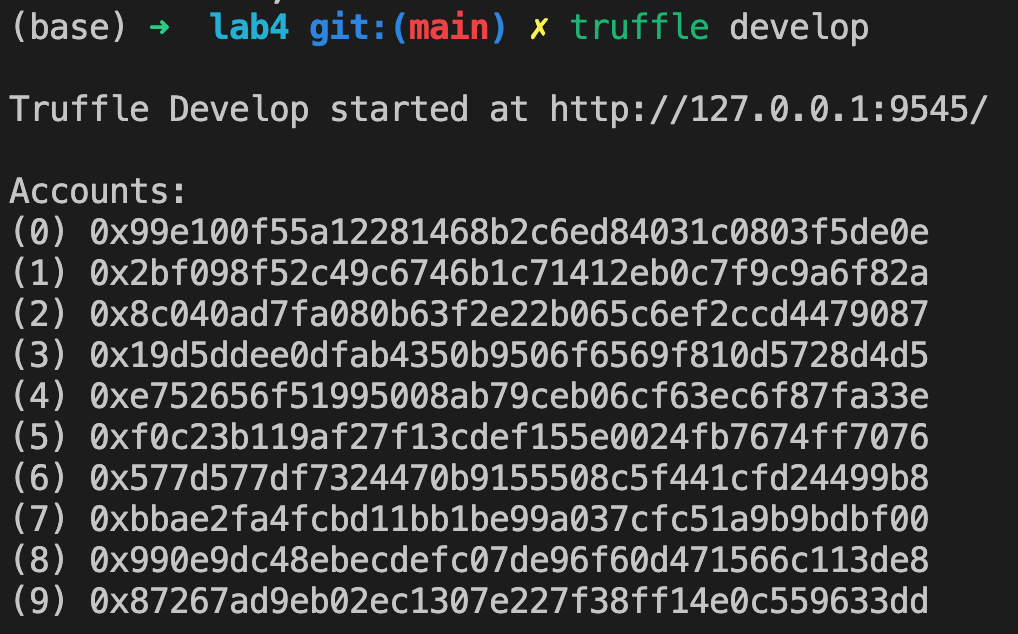 (base) ➜ lab4 git:(main) ✗ truffle develop
Truffle Develop started at http://127.0.0.1:9545/
Accounts:
(0) 0x99e100f55a12281468b2c6ed84031c0803f5de0e
(1) 0x2bf098f52c49c6746b1c71412eb0c7f9c9a6f82a
(2) 0x8c040ad7fa080b63f2e22b065c6ef2ccd4479087
(3) 0x19d5ddee0dfab4350b9506f6569f810d5728d4d5
(4) 0xe752656f51995008ab79ceb06cf63ec6f87fa33e
(5) 0xf0c23b119af27f13cdef155e0024fb7674ff7076
(6) 0x577d577df7324470b9155508c5f441cfd24499b8
(7) 0xbbae2fa4fcbd11bb1be99a037cfc51a9b9bdbf00
(8) 0x990e9dc48ebecdefc07de96f60d471566c113de8
(9) 0x87267ad9eb02ec1307e227f38ff14e0c559633dd